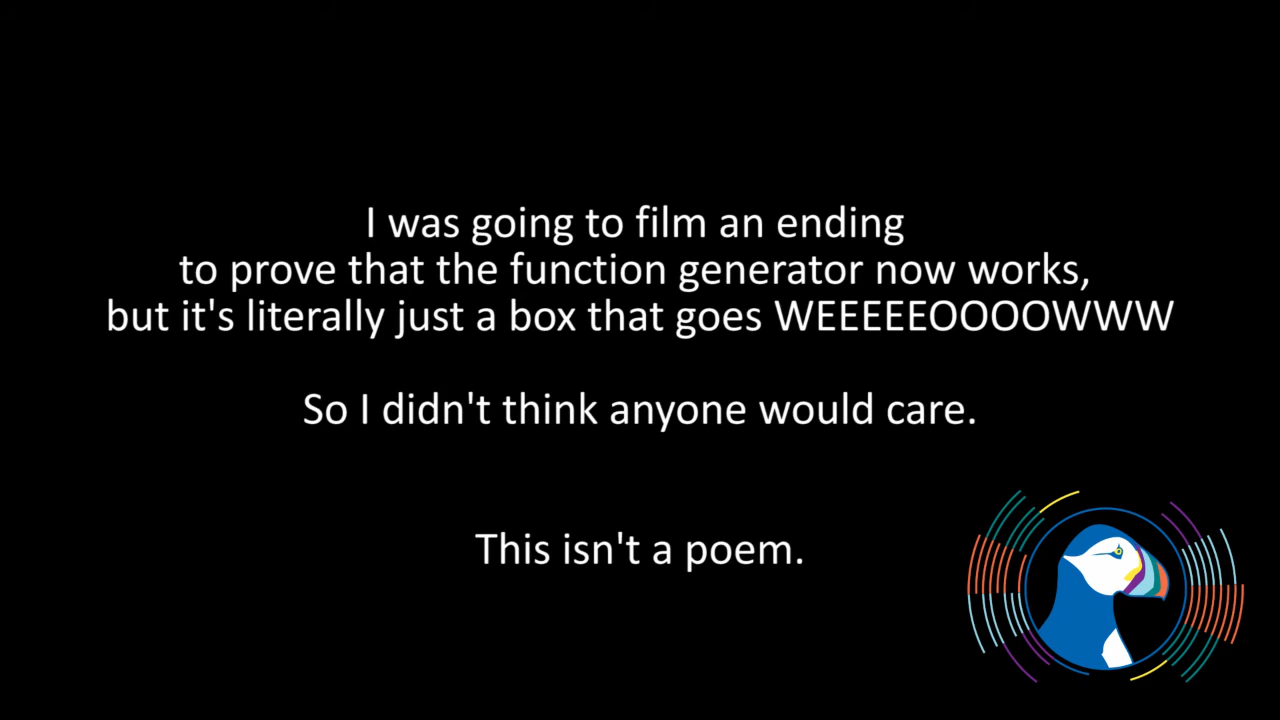 I was going to film an ending
to prove that the function generator now works,
but it's literally just a box that goes WEEEEEOOOOWWW
So I didn't think anyone would care.
This isn't a poem.